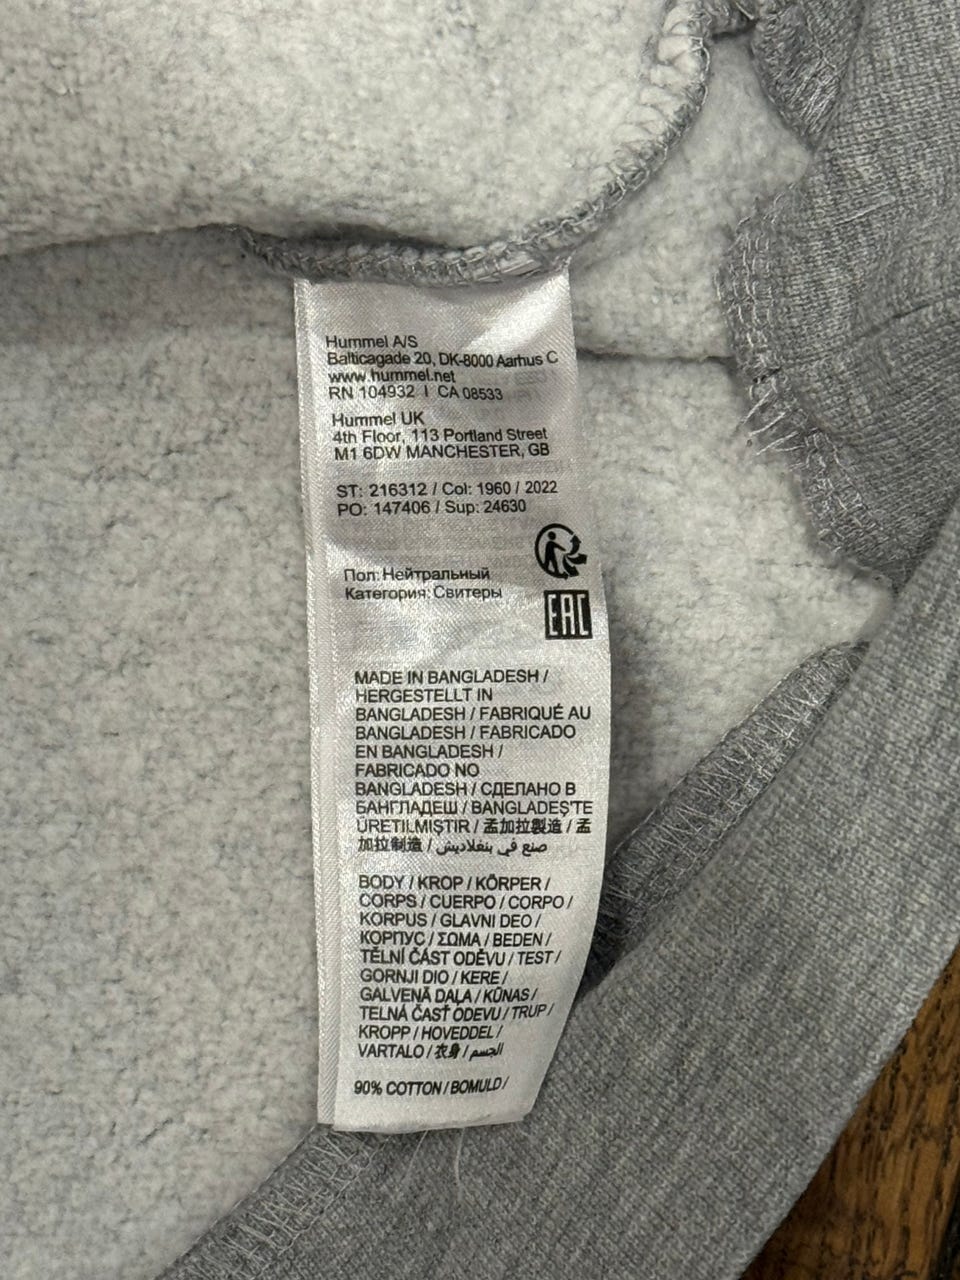 Hummel A/S
Balticagade 20, DK-8000 Aarhus C
www.hummel.net
RN 104932 I CA 08533
Hummel UK
4th Floor, 113 Portland Street
M1 6DW MANCHESTER, GB
ST: 216312 / Col: 1960 / 2022
PO: 147406 / Sup: 24630
Пол: Нейтральный
Категория: Свитеры
EAC
MADE IN BANGLADESH /
HERGESTELLT IN
BANGLADESH / FABRIQUÉ AU
BANGLADESH / FABRICADO
EN BANGLADESH /
FABRICADO NO
BANGLADESH / СДЕЛАНО В
БАНГЛАДЕШ / BANGLADEŞ'TE
ÜRETILMIŞTIR / 孟加拉製造 / 孟
加拉制造 / صنع في بنغلاديش
BODY / KROP / KÖRPER /
CORPS / CUERPO / CORPO /
KORPUS / GLAVNI DEO /
КОРПУС / ΣΩΜΑ / BEDEN /
TĚLNÍ ČÁST ODĚVU / TEST /
GORNJI DIO / KERE /
GALVENĀ DAĻA / KŪNAS /
TELNÁ ČASŤ ODEVU / TRUP /
KROPP / HOVEDDEL /
VARTALO / 衣身 / الجسم
90% COTTON / BOMULD /